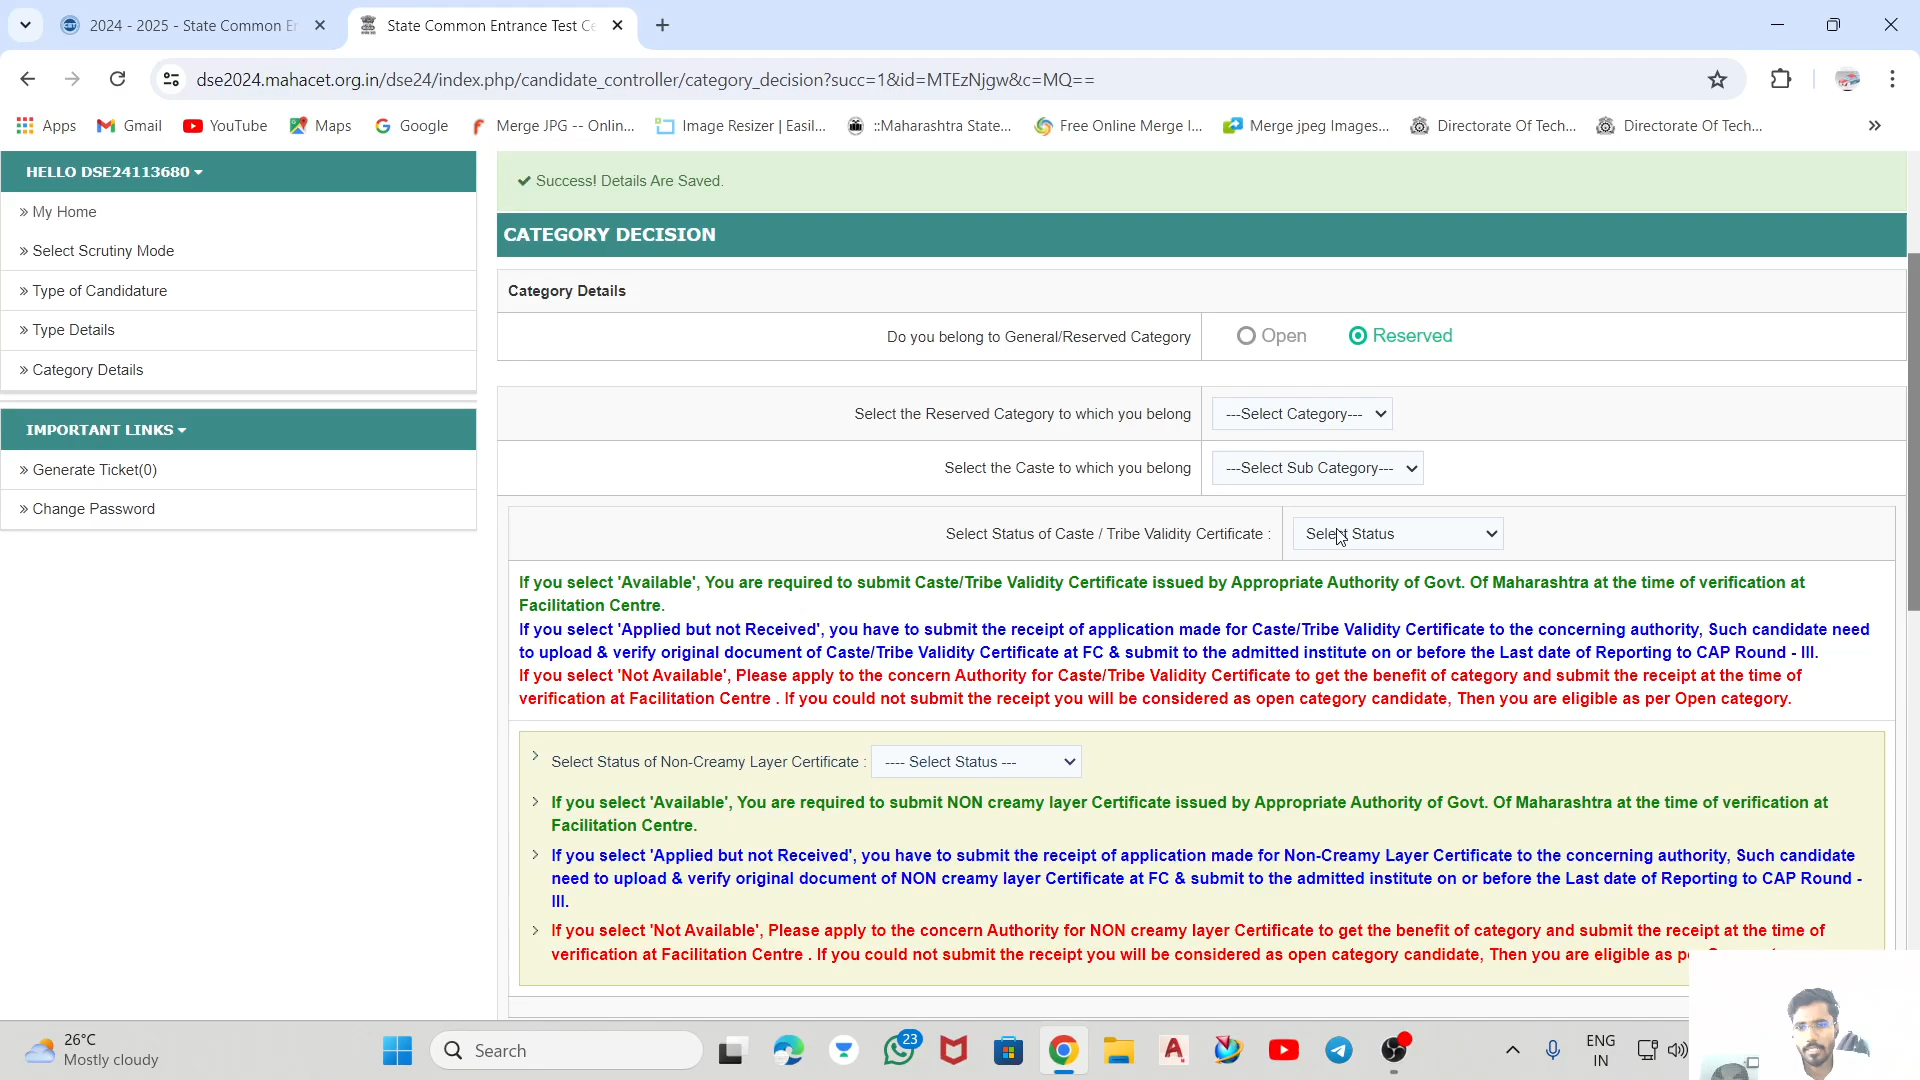 2024 - 2025 - State Common Er
State Common Entrance Test Ce
dse2024.mahacet.org.in/dse24/index.php/candidate_controller/category_decision?succ=1&id=MTEzNjgw&c=MQ==
Apps Gmail YouTube Maps Google Merge JPG -- Onlin... Image Resizer | Easil... ::Maharashtra State... Free Online Merge I... Merge jpeg Images... Directorate Of Tech... Directorate Of Tech... »
HELLO DSE24113680
» My Home
» Select Scrutiny Mode
» Type of Candidature
» Type Details
» Category Details
IMPORTANT LINKS
» Generate Ticket(0)
» Change Password
Success! Details Are Saved.
CATEGORY DECISION
Category Details
Do you belong to General/Reserved Category Open Reserved
Select the Reserved Category to which you belong ---Select Category---
Select the Caste to which you belong ---Select Sub Category---
Select Status of Caste / Tribe Validity Certificate : Select Status
If you select 'Available', You are required to submit Caste/Tribe Validity Certificate issued by Appropriate Authority of Govt. Of Maharashtra at the time of verification at
Facilitation Centre.
If you select 'Applied but not Received', you have to submit the receipt of application made for Caste/Tribe Validity Certificate to the concerning authority, Such candidate need
to upload & verify original document of Caste/Tribe Validity Certificate at FC & submit to the admitted institute on or before the Last date of Reporting to CAP Round - III.
If you select 'Not Available', Please apply to the concern Authority for Caste/Tribe Validity Certificate to get the benefit of category and submit the receipt at the time of
verification at Facilitation Centre . If you could not submit the receipt you will be considered as open category candidate, Then you are eligible as per Open category.
Select Status of Non-Creamy Layer Certificate : ---- Select Status ---
If you select 'Available', You are required to submit NON creamy layer Certificate issued by Appropriate Authority of Govt. Of Maharashtra at the time of verification at
Facilitation Centre.
If you select 'Applied but not Received', you have to submit the receipt of application made for Non-Creamy Layer Certificate to the concerning authority, Such candidate
need to upload & verify original document of NON creamy layer Certificate at FC & submit to the admitted institute on or before the Last date of Reporting to CAP Round -
III.
If you select 'Not Available', Please apply to the concern Authority for NON creamy layer Certificate to get the benefit of category and submit the receipt at the time of
verification at Facilitation Centre . If you could not submit the receipt you will be considered as open category candidate, Then you are eligible as
26°C
Mostly cloudy
Search
23
ENG
IN